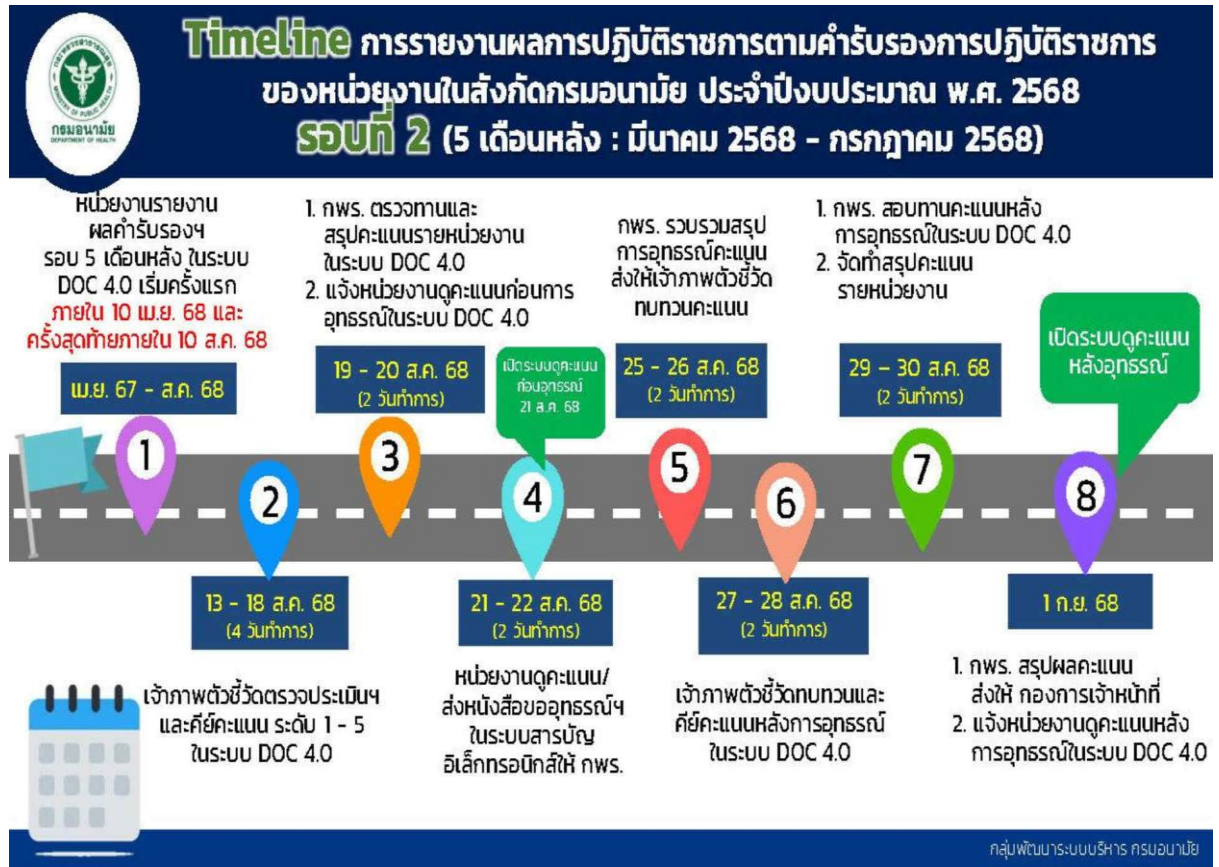 กรมอนามัย
DEPARTMENT OF HEALTH
Timeline การรายงานผลการปฏิบัติราชการตามคำรับรองการปฏิบัติราชการ
ของหน่วยงานในสังกัดกรมอนามัย ประจำปีงบประมาณ พ.ศ. 2568
รอบที่ 2 (5 เดือนหลัง : มีนาคม 2568 - กรกฎาคม 2568)
หน่วยงานรายงาน
ผลคำรับรองฯ
รอบ 5 เดือนหลัง ในระบบ
DOC 4.0 เริ่มครั้งแรก
ภายใน 10 เม.ย. 68 และ
ครั้งสุดท้ายภายใน 10 ส.ค. 68
เม.ย. 67 - ส.ค. 68
1
2
13 - 18 ส.ค. 68
(4 วันทำการ)
เจ้าภาพตัวชี้วัดตรวจประเมินฯ
และคีย์คะแนน ระดับ 1 - 5
ในระบบ DOC 4.0
1. กพร. ตรวจทานและ
สรุปคะแนนรายหน่วยงาน
ในระบบ DOC 4.0
2. แจ้งหน่วยงานดูคะแนนก่อนการ
อุทธรณ์ในระบบ DOC 4.0
19 - 20 ส.ค. 68
(2 วันทำการ)
3
เปิดระบบดูคะแนน
ก่อนอุทธรณ์
21 ส.ค. 68
4
21 - 22 ส.ค. 68
(2 วันทำการ)
หน่วยงานดูคะแนน/
ส่งหนังสือขออุทธรณ์ฯ
ในระบบสารบัญ
อิเล็กทรอนิกส์ให้ กพร.
กพร. รวบรวมสรุป
การอุทธรณ์คะแนน
ส่งให้เจ้าภาพตัวชี้วัด
ทบทวนคะแนน
25 - 26 ส.ค. 68
(2 วันทำการ)
5
6
27 - 28 ส.ค. 68
(2 วันทำการ)
เจ้าภาพตัวชี้วัดทบทวนและ
คีย์คะแนนหลังการอุทธรณ์
ในระบบ DOC 4.0
1. กพร. สอบทานคะแนนหลัง
การอุทธรณ์ในระบบ DOC 4.0
2. จัดทำสรุปคะแนน
รายหน่วยงาน
29 - 30 ส.ค. 68
(2 วันทำการ)
7
เปิดระบบดูคะแนน
หลังอุทธรณ์
8
1 ก.ย. 68
1. กพร. สรุปผลคะแนน
ส่งให้ กองการเจ้าหน้าที่
2. แจ้งหน่วยงานดูคะแนนหลัง
การอุทธรณ์ในระบบ DOC 4.0
กลุ่มพัฒนาระบบบริหาร กรมอนามัย